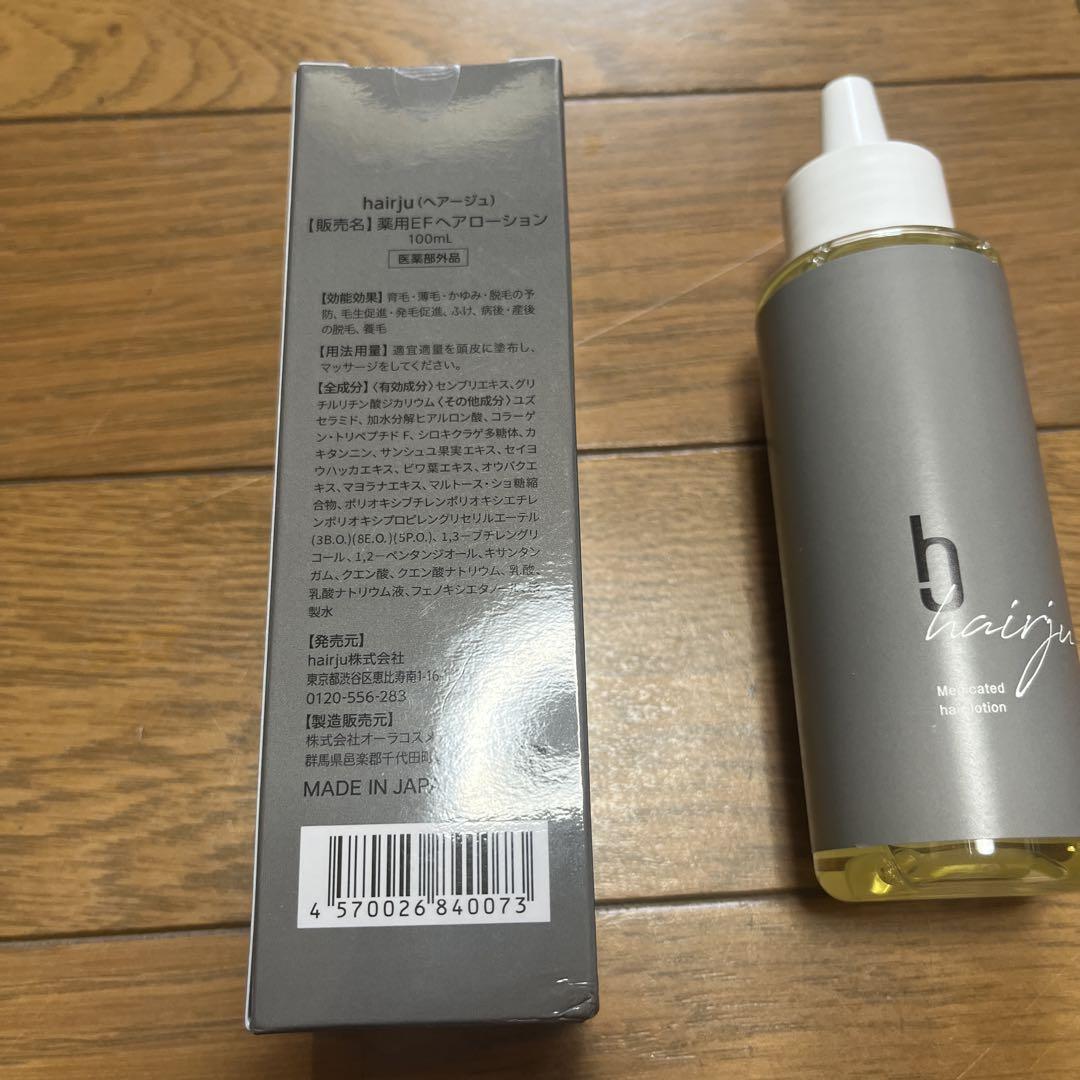 hairju(ヘアージュ)
【販売名】薬用EFヘアローション
100mL
医薬部外品
【効能効果】育毛・薄毛・かゆみ・脱毛の予
防、毛生促進・発毛促進、ふけ、病後・産後
の脱毛、養毛
【用法用量】適宜適量を頭皮に塗布し、
マッサージをしてください。
【全成分】〈有効成分〉センブリエキス、グリ
チルリチン酸ジカリウム〈その他成分〉ユズ
セラミド、加水分解ヒアルロン酸、コラーゲ
ン・トリペプチド F、シロキクラゲ多糖体、カ
キタンニン、サンシュユ果実エキス、セイヨ
ウハッカエキス、ビワ葉エキス、オウバクエ
キス、マヨラナエキス、マルトース・ショ糖縮
合物、ポリオキシブチレンポリオキシエチレ
ンポリオキシプロピレングリセリルエーテル
(3B.O.)(8E.O.)(5P.O.)、1,3-ブチレングリ
コール、1,2-ペンタンジオール、キサンタン
ガム、クエン酸、クエン酸ナトリウム、乳酸、
乳酸ナトリウム液、フェノキシエタノー
製水
【発売元】
hairju株式会社
東京都渋谷区恵比寿南1-16-
0120-556-283
【製造販売元】
株式会社オーラコスメ
群馬県邑楽郡千代田町
MADE IN JAPA
4 570026 840073
h
hairju
Medicated
hair lotion